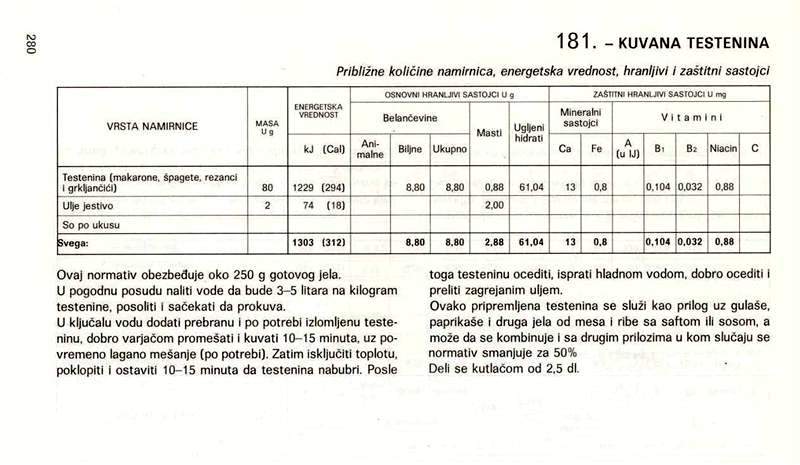 280
181. – KUVANA TESTENINA
Približne količine namirnica, energetska vrednost, hranljivi i zaštitni sastojci
VRSTA NAMIRNICE
MASA U g
ENERGETSKA VREDNOST
OSNOVNI HRANLJIVI SASTOJCI U g
ZAŠTITNI HRANLJIVI SASTOJCI U mg
Belančevine
Masti
Ugljeni hidrati
Mineralni sastojci
Vitamini
kJ (Cal) Ani-malne Biljne Ukupno Ca Fe A (u IJ) B1 B2 Niacin C
Testenina (makarone, špagete, rezanci
i grkljančići) 80 1229 (294) 8,80 8,80 0,88 61,04 13 0,8 0,104 0,032 0,88
Ulje jestivo 2 74 (18) 2,00
So po ukusu
Svega: 1303 (312) 8,80 8,80 2,88 61,04 13 0,8 0,104 0,032 0,88
Ovaj normativ obezbeđuje oko 250 g gotovog jela.
U pogodnu posudu naliti vode da bude 3–5 litara na kilogram
testenine, posoliti i sačekati da prokuva.
U ključalu vodu dodati prebranu i po potrebi izlomljenu teste-
ninu, dobro varjačom promešati i kuvati 10–15 minuta, uz po-
vremeno lagano mešanje (po potrebi). Zatim isključiti toplotu,
poklopiti i ostaviti 10–15 minuta da testenina nabubri. Posle
toga testeninu ocediti, isprati hladnom vodom, dobro ocediti i
preliti zagrejanim uljem.
Ovako pripremljena testenina se služi kao prilog uz gulaše,
paprikaše i druga jela od mesa i ribe sa saftom ili sosom, a
može da se kombinuje i sa drugim prilozima u kom slučaju se
normativ smanjuje za 50%
Deli se kutlačom od 2,5 dl.